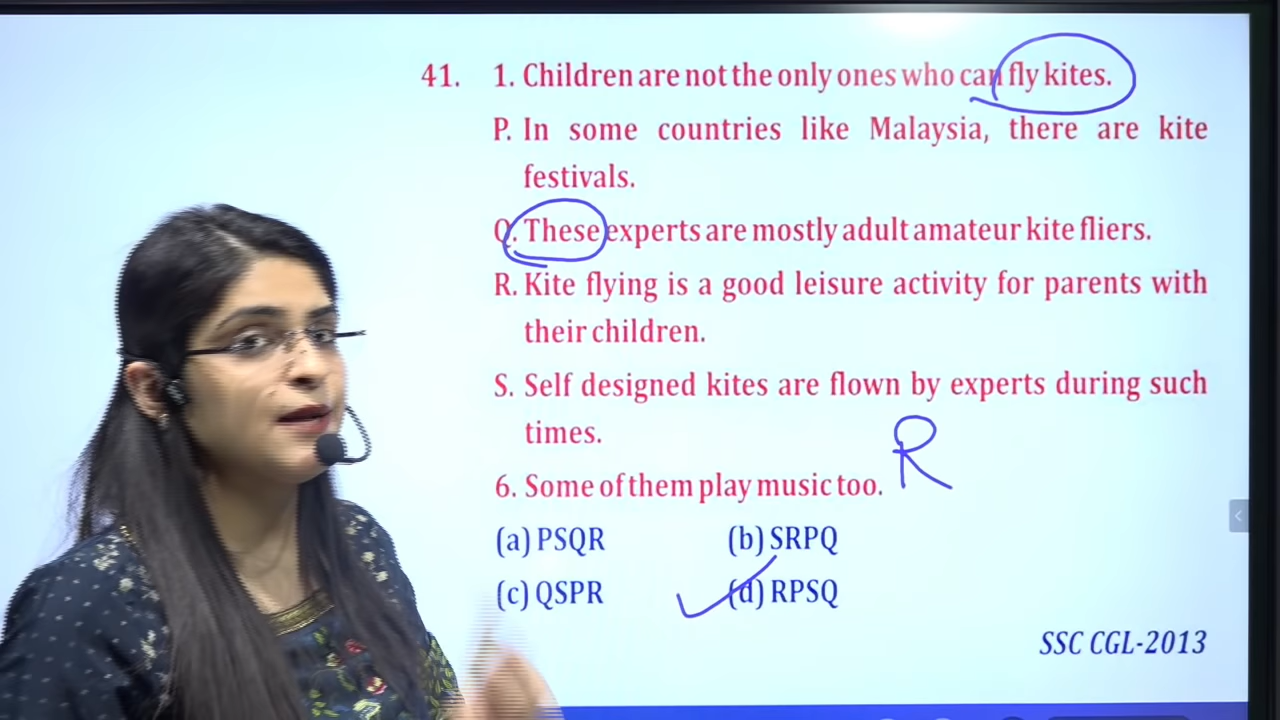 41. 1. Children are not the only ones who can fly kites.
P. In some countries like Malaysia, there are kite
festivals.
Q. These experts are mostly adult amateur kite fliers.
R. Kite flying is a good leisure activity for parents with
their children.
S. Self designed kites are flown by experts during such
times.
R
6. Some of them play music too.
(a) PSQR (b) SRPQ
(c) QSPR (d) RPSQ
SSC CGL-2013